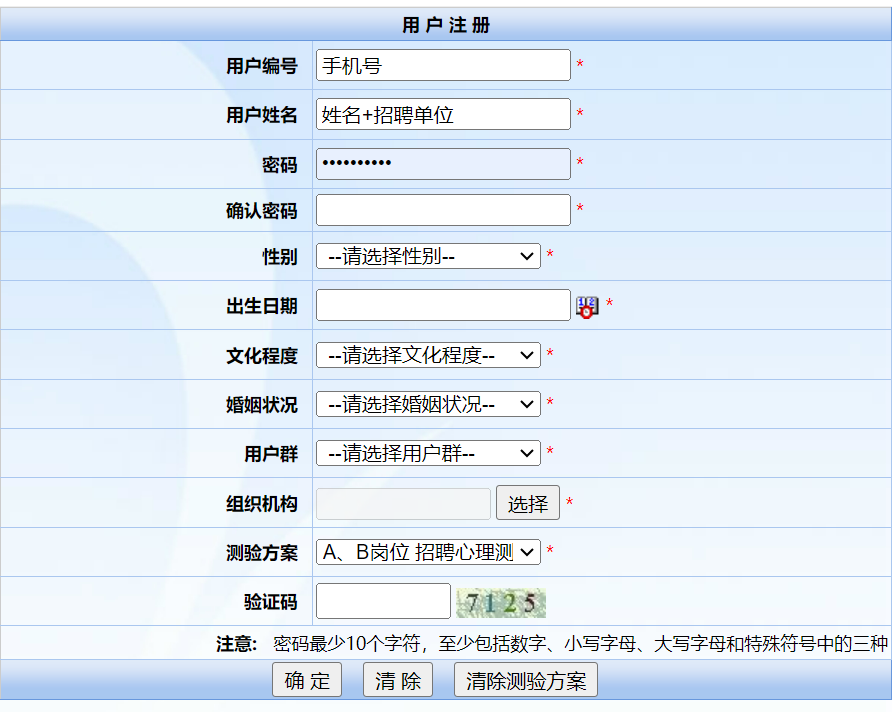 用 户 注 册
用户编号 手机号 *
用户姓名 姓名+招聘单位 *
密码 •••••••••• *
确认密码 *
性别 --请选择性别-- *
出生日期 *
文化程度 --请选择文化程度-- *
婚姻状况 --请选择婚姻状况-- *
用户群 --请选择用户群-- *
组织机构 选择 *
测验方案 A、B岗位 招聘心理测 *
验证码 7125
注意: 密码最少10个字符，至少包括数字、小写字母、大写字母和特殊符号中的三种
确 定 清 除 清除测验方案